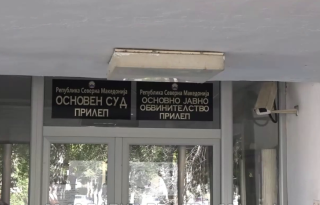 Република Северна Македонија
ОСНОВЕН СУД
ПРИЛЕП
Република Северна Македонија
ОСНОВНО ЈАВНО
ОБВИНИТЕЛСТВО
ПРИЛЕП